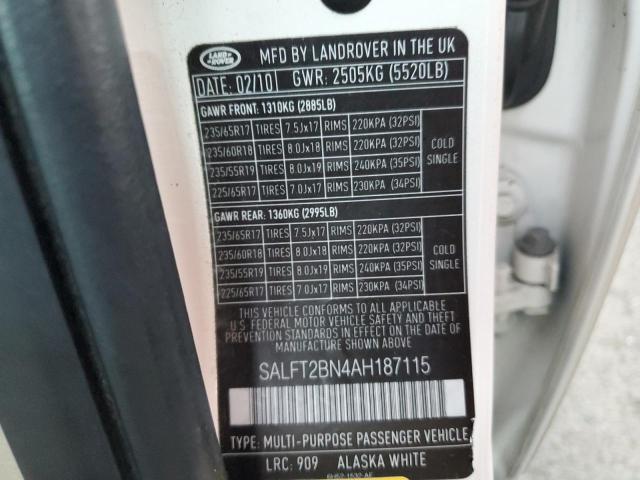 LAND-ROVER MFD BY LANDROVER IN THE UK
DATE: 02/10 GWR: 2505KG (5520LB)
GAWR FRONT: 1310KG (2885LB)
235/65R17 TIRES 7.5Jx17 RIMS 220KPA (32PSI)
235/60R18 TIRES 8.0Jx18 RIMS 220KPA (32PSI)
235/55R19 TIRES 8.0Jx19 RIMS 240KPA (35PSI)
225/65R17 TIRES 7.0Jx17 RIMS 230KPA (34PSI)
COLD
SINGLE
GAWR REAR: 1360KG (2995LB)
235/65R17 TIRES 7.5Jx17 RIMS 220KPA (32PSI)
235/60R18 TIRES 8.0Jx18 RIMS 220KPA (32PSI)
235/55R19 TIRES 8.0Jx19 RIMS 240KPA (35PSI)
225/65R17 TIRES 7.0Jx17 RIMS 230KPA (34PSI)
COLD
SINGLE
THIS VEHICLE CONFORMS TO ALL APPLICABLE
U.S FEDERAL MOTOR VEHICLE SAFETY AND THEFT
PREVENTION STANDARDS IN EFFECT ON THE DATE OF
MANUFACTURE SHOWN ABOVE.
SALFT2BN4AH187115
TYPE: MULTI-PURPOSE PASSENGER VEHICLE
LRC: 909 ALASKA WHITE